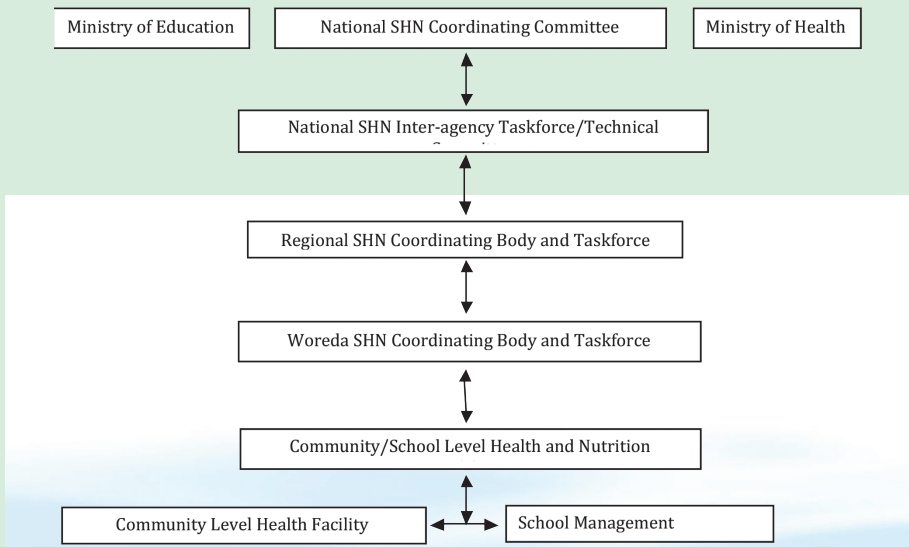 Ministry of Education
National SHN Coordinating Committee
Ministry of Health
National SHN Inter-agency Taskforce/Technical
Regional SHN Coordinating Body and Taskforce
Woreda SHN Coordinating Body and Taskforce
Community/School Level Health and Nutrition
Community Level Health Facility
School Management